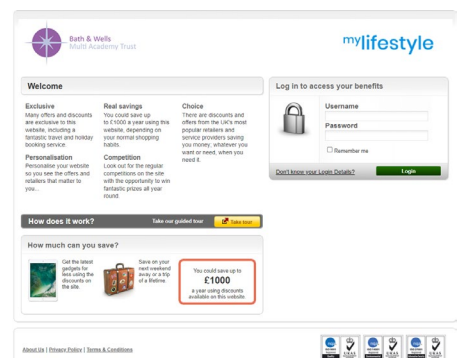 Bath & Wells
Multi Academy Trust
mylifestyle
Welcome
Exclusive
Many offers and discounts
are exclusive to this
website, including a
fantastic travel and holiday
booking service.
Personalisation
Personalise your website
so you see the offers and
retailers that matter to
you...
Real savings
You could save up
to £1000 a year using this
website, depending on
your normal shopping
habits.
Competition
Look out for the regular
competitions on the site
with the opportunity to win
fantastic prizes all year
round.
Choice
There are discounts and
offers from the UK's most
popular retailers and
service providers saving
you money, whatever you
want or need, when you
need it.
Log in to access your benefits
Username
Password
Remember me
Don't know your Login Details?
Login
How does it work?
Take our guided tour
Take tour
How much can you save?
Get the latest
gadgets for
less using the
discounts on
the site.
Save on your
next weekend
away or a trip
of a lifetime.
You could save up to
£1000
a year using discounts
available on this website.
About Us | Privacy Policy | Terms & Conditions